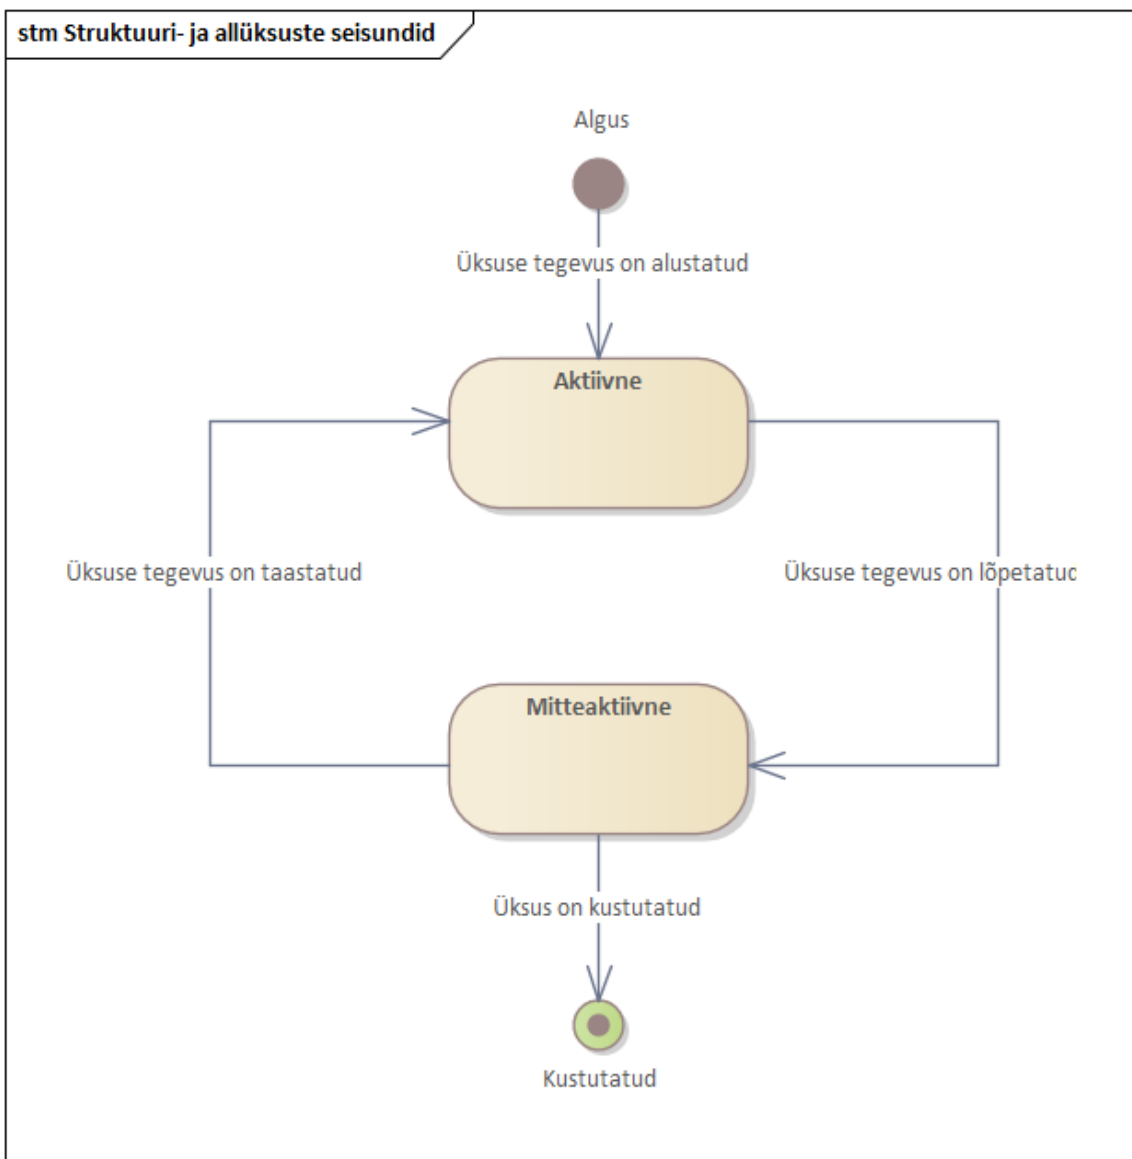 stm Struktuuri- ja allüksuste seisundid
Algus
Üksuse tegevus on alustatud
Aktiivne
Üksuse tegevus on taastatud
Üksuse tegevus on lõpetatud
Mitteaktiivne
Üksus on kustutatud
Kustutatud